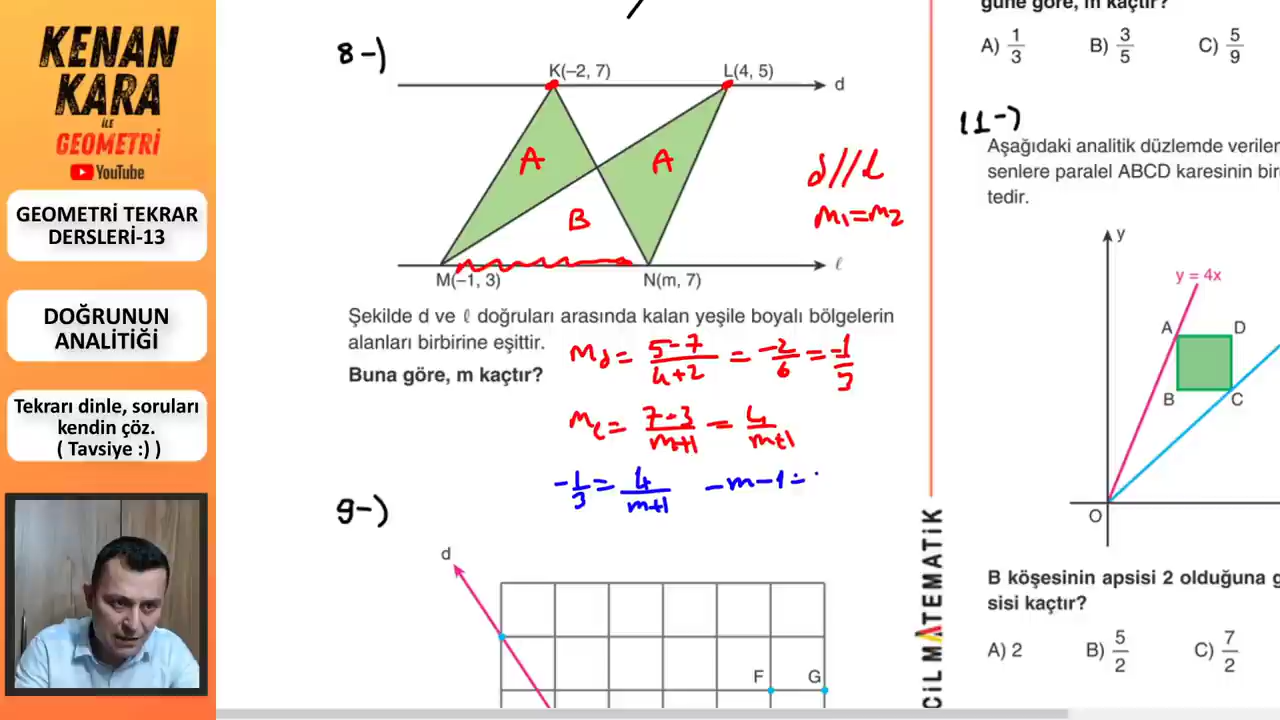 KENAN
KARA
İLE
GEOMETRİ
YouTube
GEOMETRİ TEKRAR
DERSLERİ-13
DOĞRUNUN
ANALİTİĞİ
Tekrarı dinle, soruları
kendin çöz.
( Tavsiye :) )
8-)
K(–2, 7)
L(4, 5)
d
A
A
B
d//l
m1=m2
M(–1, 3)
N(m, 7)
ℓ
Şekilde d ve ℓ doğruları arasında kalan yeşile boyalı bölgelerin
alanları birbirine eşittir.
Buna göre, m kaçtır?
md = 5-7/4+2 = -2/6 = -1/3
ml = 7-3/m+1 = 4/m+1
-1/3 = 4/m+1 -m-1=
9-)
d
F
G
CİL MATEMATİK
güne göre, m kaçtır?
A) 1/3 B) 3/5 C) 5/9
11-)
Aşağıdaki analitik düzlemde
senlere paralel ABCD karesinin
tedir.
y
y = 4x
A
D
B
C
O
B köşesinin apsisi 2 olduğuna
sisi kaçtır?
A) 2 B) 5/2 C) 7/2